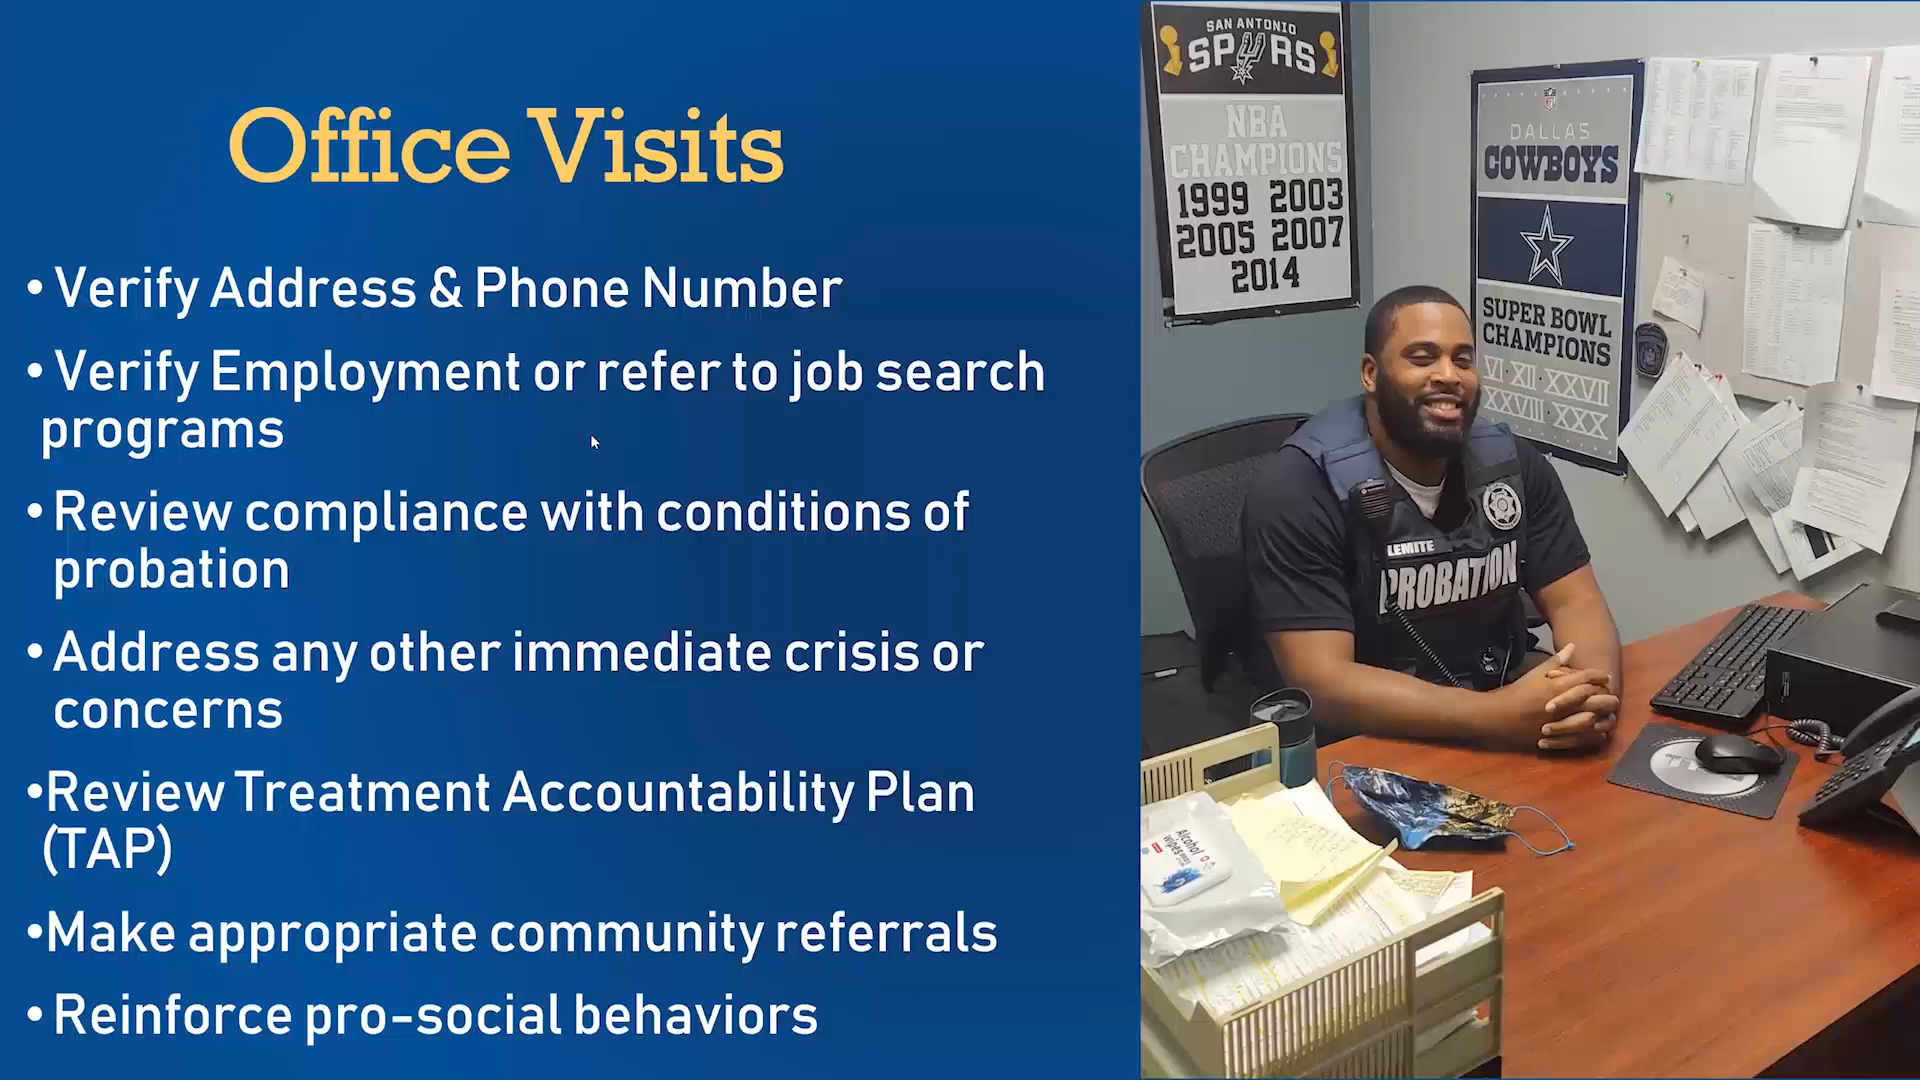 Office Visits
• Verify Address & Phone Number
• Verify Employment or refer to job search
programs
• Review compliance with conditions of
probation
• Address any other immediate crisis or
concerns
•Review Treatment Accountability Plan
(TAP)
•Make appropriate community referrals
• Reinforce pro-social behaviors
SAN ANTONIO
SPURS
NBA
CHAMPIONS
1999 2003
2005 2007
2014
NFL
DALLAS
COWBOYS
SUPER BOWL
CHAMPIONS
VI·XII·XXVII
XXVIII·XXX
LEMITE
PROBATION
Alcohol
wipes